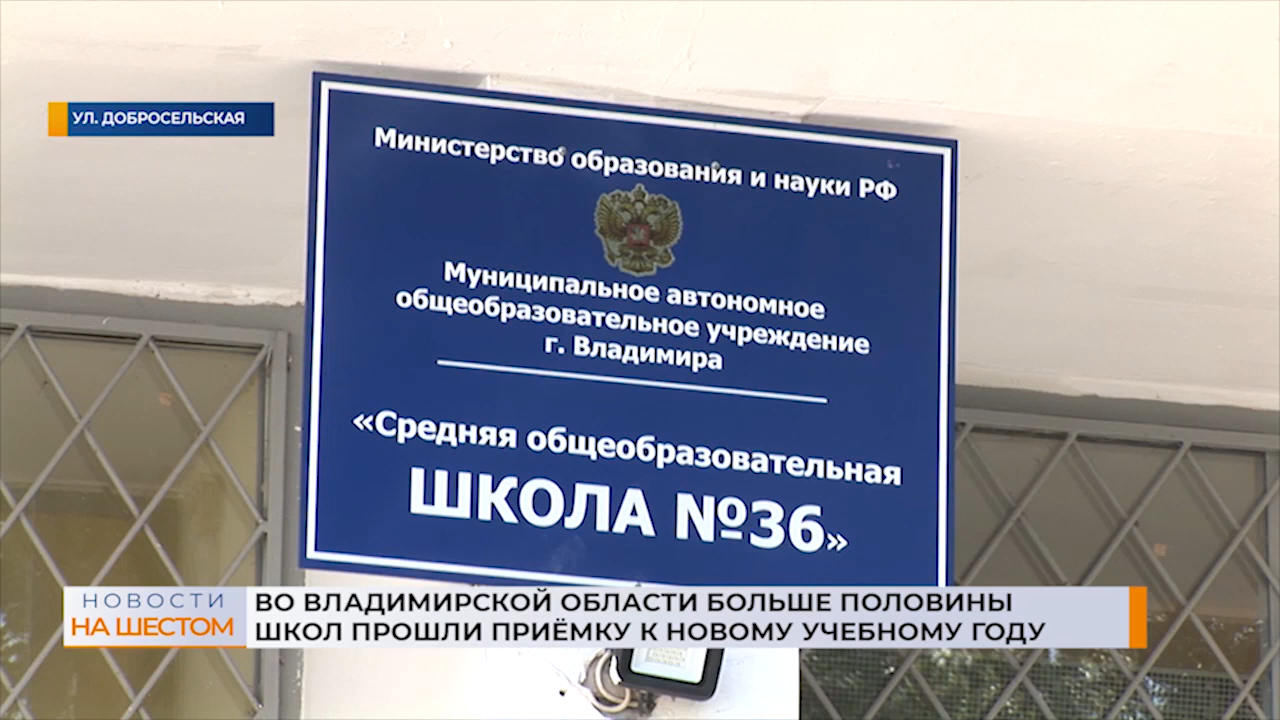 УЛ. ДОБРОСЕЛЬСКАЯ
Министерство образования и науки РФ
Муниципальное автономное
общеобразовательное учреждение
г. Владимира
«Средняя общеобразовательная
ШКОЛА №36»
НОВОСТИ
НА ШЕСТОМ
ВО ВЛАДИМИРСКОЙ ОБЛАСТИ БОЛЬШЕ ПОЛОВИНЫ
ШКОЛ ПРОШЛИ ПРИЁМКУ К НОВОМУ УЧЕБНОМУ ГОДУ